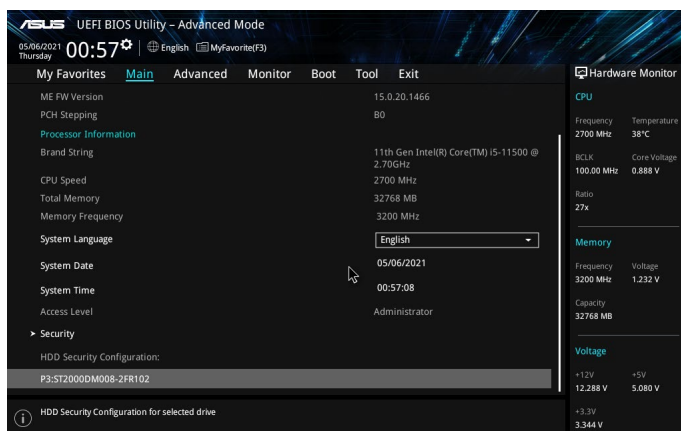 ASUS UEFI BIOS Utility – Advanced Mode
05/06/2021
Thursday
00:57
English
MyFavorite(F3)
My Favorites
Main
Advanced
Monitor
Boot
Tool
Exit
ME FW Version 15.0.20.1466
PCH Stepping B0
Processor Information
Brand String 11th Gen Intel(R) Core(TM) i5-11500 @
2.70GHz
CPU Speed 2700 MHz
Total Memory 32768 MB
Memory Frequency 3200 MHz
System Language English
System Date 05/06/2021
System Time 00:57:08
Access Level Administrator
Security
HDD Security Configuration:
P3:ST2000DM008-2FR102
HDD Security Configuration for selected drive
Hardware Monitor
CPU
Frequency Temperature
2700 MHz 38°C
BCLK Core Voltage
100.00 MHz 0.888 V
Ratio
27x
Memory
Frequency Voltage
3200 MHz 1.232 V
Capacity
32768 MB
Voltage
+12V +5V
12.288 V 5.080 V
+3.3V
3.344 V